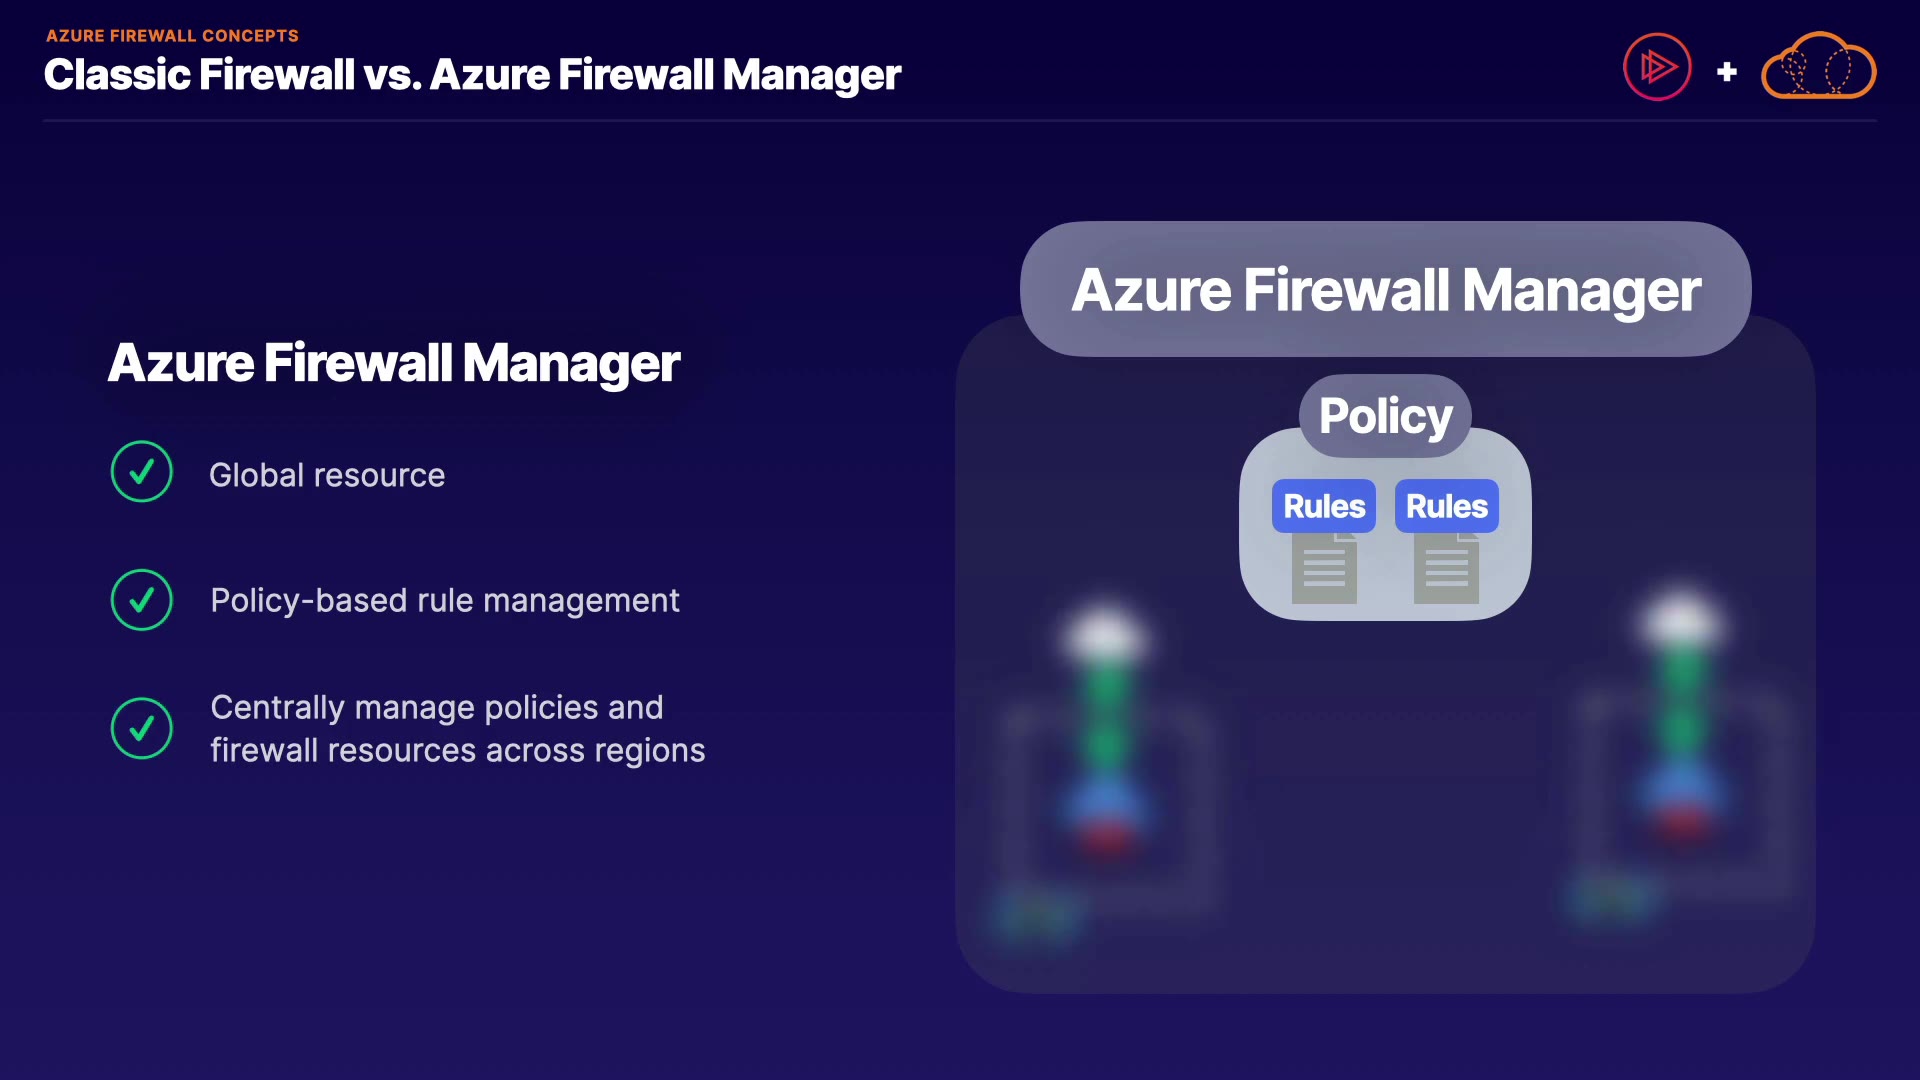 AZURE FIREWALL CONCEPTS
Classic Firewall vs. Azure Firewall Manager
Azure Firewall Manager
Global resource
Policy-based rule management
Centrally manage policies and
firewall resources across regions
Azure Firewall Manager
Policy
Rules Rules